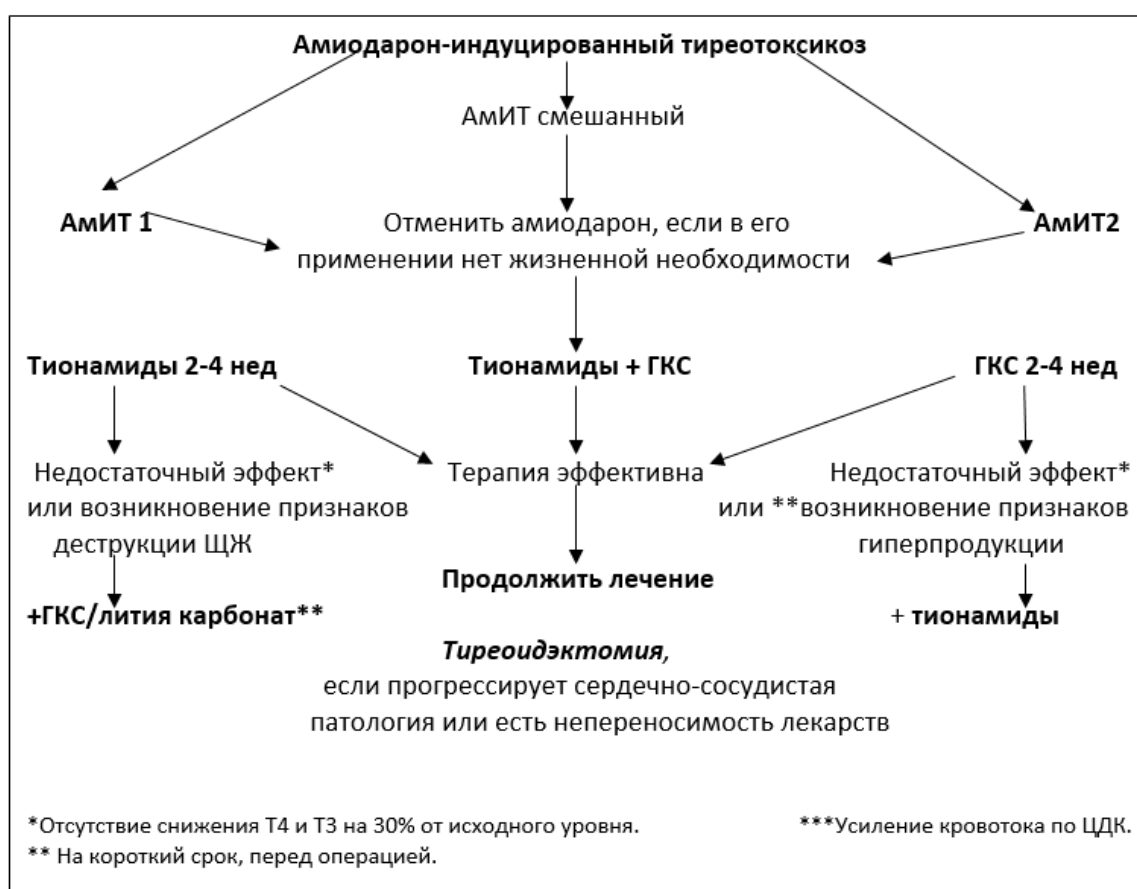 Амиодарон-индуцированный тиреотоксикоз
АмИТ смешанный
АмИТ 1
Отменить амиодарон, если в его
применении нет жизненной необходимости
АмИТ2
Тионамиды 2-4 нед
Тионамиды + ГКС
ГКС 2-4 нед
Недостаточный эффект*
или возникновение признаков
деструкции ЩЖ
Терапия эффективна
Недостаточный эффект*
или **возникновение признаков
гиперпродукции
Продолжить лечение
+ГКС/лития карбонат**
+ тионамиды
Тиреоидэктомия,
если прогрессирует сердечно-сосудистая
патология или есть непереносимость лекарств
*Отсутствие снижения Т4 и Т3 на 30% от исходного уровня.
***Усиление кровотока по ЦДК.
** На короткий срок, перед операцией.